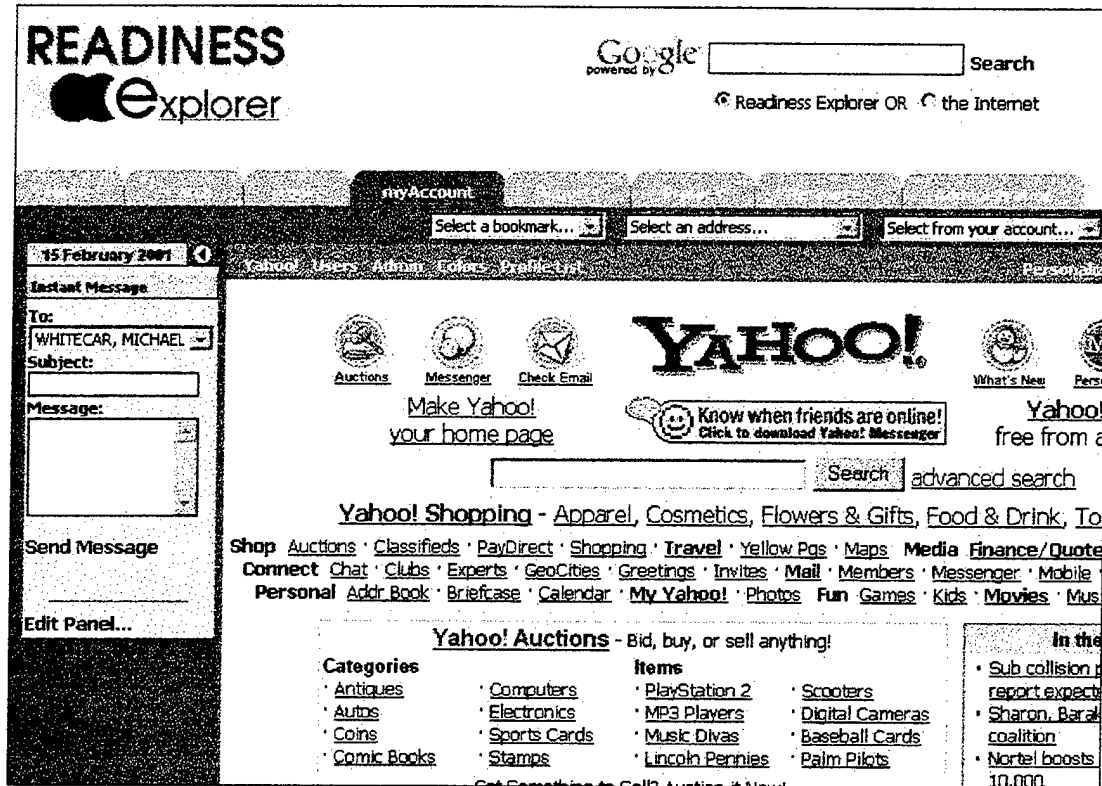 READINESS
explorer
powered by Google Search
Readiness Explorer OR the Internet
myAccount
Select a bookmark... Select an address... Select from your account...
15 February 2001
Yahoo! Users Admin Colors Profile List
Instant Message
To:
WHITECAR, MICHAEL
Subject:
Message:
Send Message
Edit Panel...
YAHOO!
Auctions Messenger Check Email What's New
Make Yahoo! Know when friends are online! Yahoo!
your home page Click to download Yahoo! Messenger free from a
Search advanced search
Yahoo! Shopping - Apparel, Cosmetics, Flowers & Gifts, Food & Drink, To
Shop Auctions · Classifieds · PayDirect · Shopping · Travel · Yellow Pgs · Maps Media Finance/Quote
Connect Chat · Clubs · Experts · GeoCities · Greetings · Invites · Mail · Members · Messenger · Mobile ·
Personal Addr Book · Briefcase · Calendar · My Yahoo! · Photos Fun Games · Kids · Movies · Mus
Yahoo! Auctions - Bid, buy, or sell anything!
Categories Items
· Antiques · Computers · PlayStation 2 · Scooters
· Autos · Electronics · MP3 Players · Digital Cameras
· Coins · Sports Cards · Music Divas · Baseball Cards
· Comic Books · Stamps · Lincoln Pennies · Palm Pilots
In the
· Sub collision p
report expecte
· Sharon, Barak
coalition
· Nortel boosts
10,000